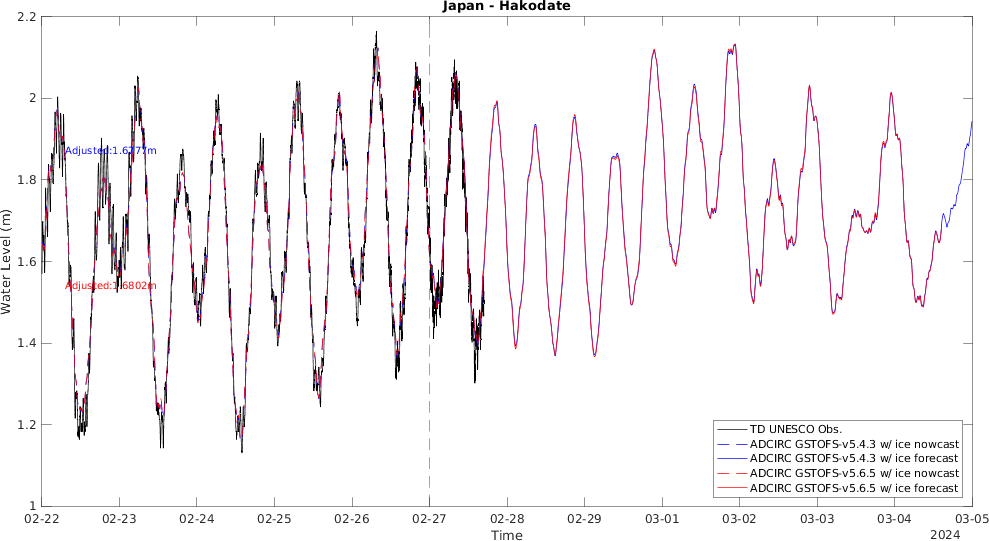 Japan - Hakodate
Water Level (m)
2.2
2
1.8
1.6
1.4
1.2
1
Adjusted:1.6277m
Adjusted:1.6802m
TD UNESCO Obs.
ADCIRC GSTOFS-v5.4.3 w/ ice nowcast
ADCIRC GSTOFS-v5.4.3 w/ ice forecast
ADCIRC GSTOFS-v5.6.5 w/ ice nowcast
ADCIRC GSTOFS-v5.6.5 w/ ice forecast
02-22 02-23 02-24 02-25 02-26 02-27 02-28 02-29 03-01 03-02 03-03 03-04 03-05
Time
2024